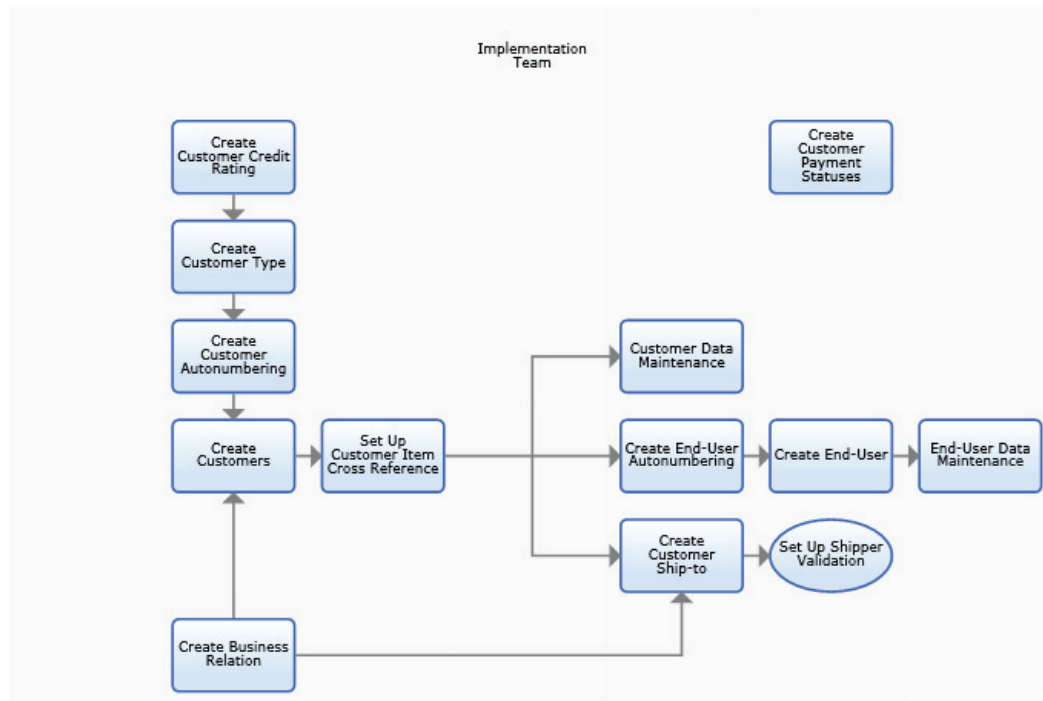 Implementation
Team
Create
Customer Credit
Rating
Create
Customer
Payment
Statuses
Create
Customer Type
Create
Customer
Autonumbering
Customer Data
Maintenance
Create
Customers
Set Up
Customer Item
Cross Reference
Create End-User
Autonumbering
Create End-User
End-User Data
Maintenance
Create
Customer
Ship-to
Set Up Shipper
Validation
Create Business
Relation